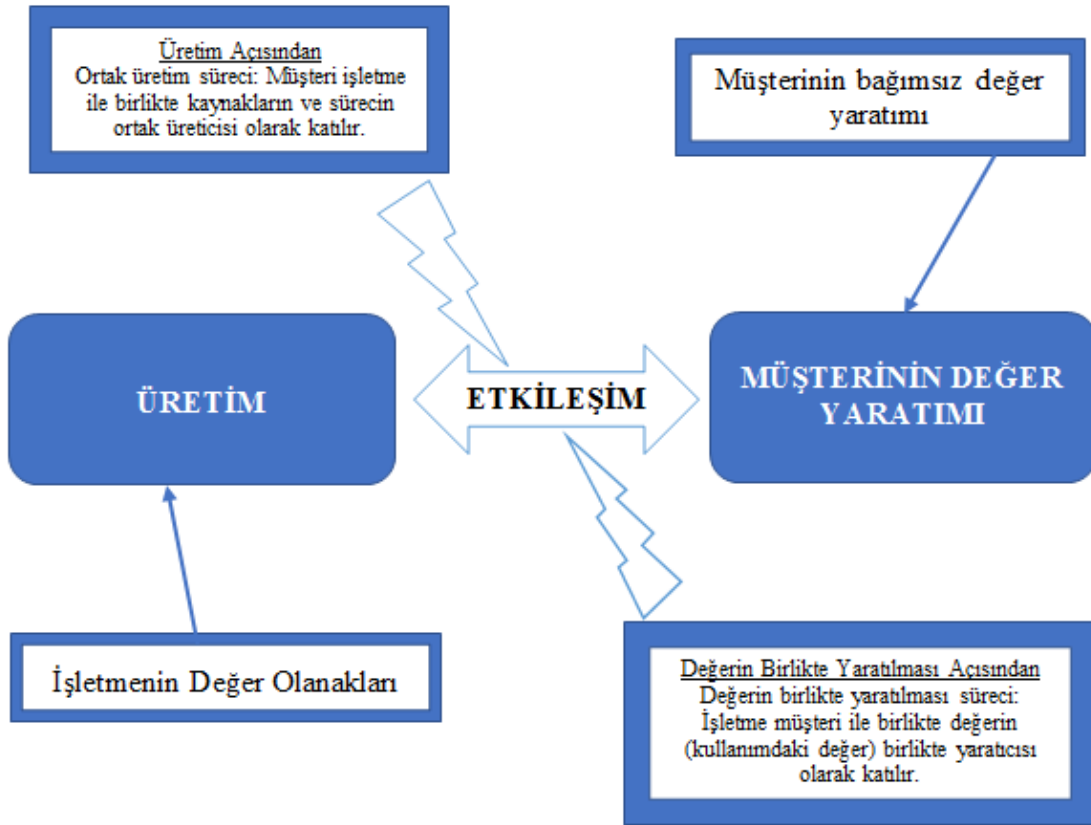 Üretim Açısından
Ortak üretim süreci: Müşteri işletme
ile birlikte kaynakların ve sürecin
ortak üreticisi olarak katılır.
Müşterinin bağımsız değer
yaratımı
ÜRETİM
ETKİLEŞİM
MÜŞTERİNİN DEĞER
YARATIMI
İşletmenin Değer Olanakları
Değerin Birlikte Yaratılması Açısından
Değerin birlikte yaratılması süreci:
İşletme müşteri ile birlikte değerin
(kullanımdaki değer) birlikte yaratıcısı
olarak katılır.